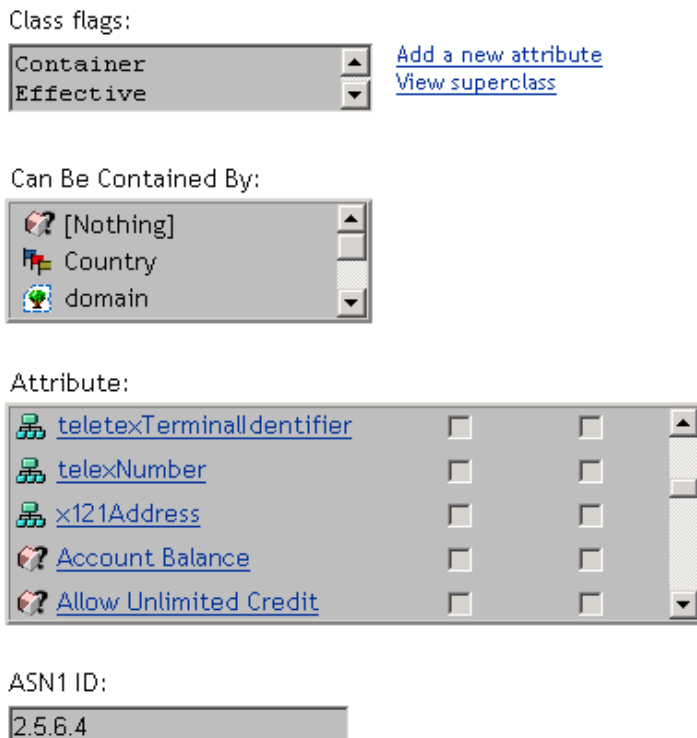 Class flags:
Container
Effective
Add a new attribute
View superclass
Can Be Contained By:
[Nothing]
Country
domain
Attribute:
teletexTerminalIdentifier
telexNumber
x121Address
Account Balance
Allow Unlimited Credit
ASN1 ID:
2.5.6.4